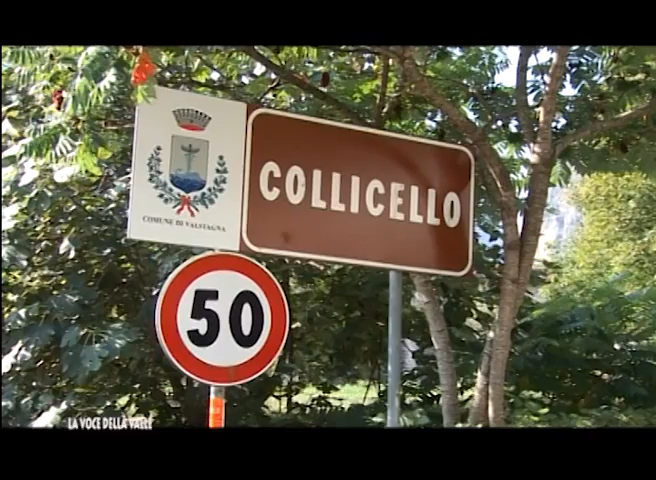 COLLICELLO
COMUNE DI VALSTAGNA
50
LA VOCE DELLA VALLE